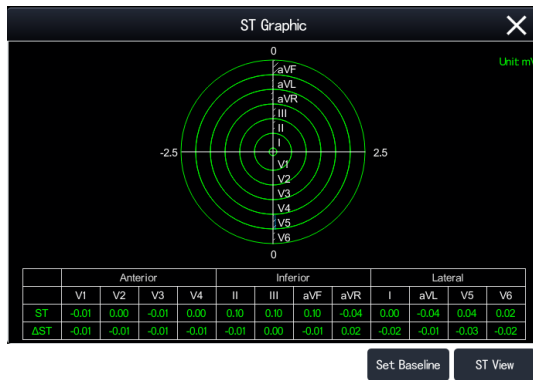 ST Graphic
0
Unit mV
aVF
aVL
aVR
III
II
I
-2.5
2.5
V1
V2
V3
V4
V5
V6
0
Anterior Inferior Lateral
V1 V2 V3 V4 II III aVF aVR I aVL V5 V6
ST -0.01 0.00 -0.01 0.00 0.10 0.10 0.10 -0.04 0.00 -0.04 0.04 0.02
ΔST -0.01 -0.01 -0.01 -0.01 -0.01 0.00 -0.01 0.02 -0.02 -0.01 -0.03 -0.02
Set Baseline ST View